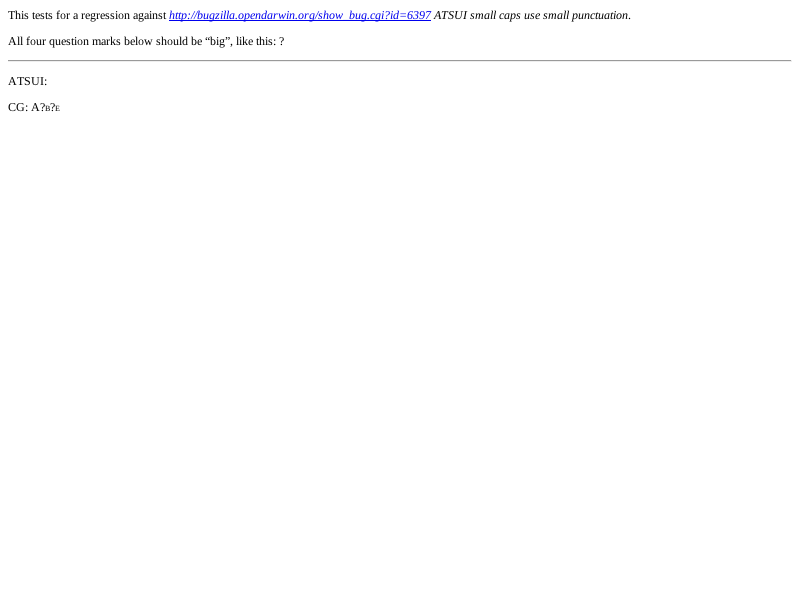 This tests for a regression against http://bugzilla.opendarwin.org/show_bug.cgi?id=6397 ATSUI small caps use small punctuation.
All four question marks below should be “big”, like this: ?
ATSUI:
CG: A?B?E